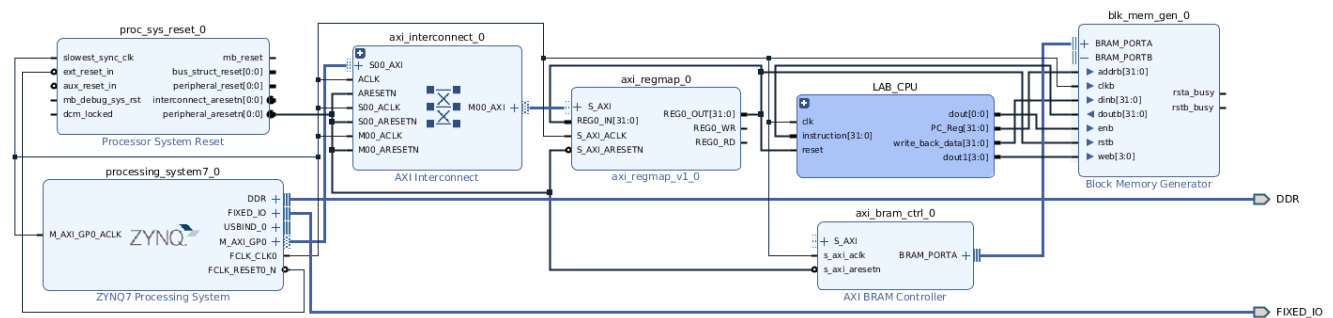 proc_sys_reset_0
slowest_sync_clk
ext_reset_in
aux_reset_in
mb_debug_sys_rst
dcm_locked
mb_reset
bus_struct_reset[0:0]
peripheral_reset[0:0]
interconnect_aresetn[0:0]
peripheral_aresetn[0:0]
Processor System Reset
processing_system7_0
M_AXI_GP0_ACLK
ZYNQ
DDR
FIXED_IO
USBIND_0
M_AXI_GP0
FCLK_CLK0
FCLK_RESET0_N
ZYNQ7 Processing System
axi_interconnect_0
S00_AXI
ACLK
ARESETN
S00_ACLK
S00_ARESETN
M00_ACLK
M00_ARESETN
M00_AXI
AXI Interconnect
axi_regmap_0
S_AXI
REG0_IN[31:0]
S_AXI_ACLK
S_AXI_ARESETN
REG0_OUT[31:0]
REG0_WR
REG0_RD
axi_regmap_v1_0
LAB_CPU
clk
instruction[31:0]
reset
dout[0:0]
PC_Reg[31:0]
write_back_data[31:0]
dout1[3:0]
axi_bram_ctrl_0
S_AXI
s_axi_aclk
s_axi_aresetn
BRAM_PORTA
AXI BRAM Controller
blk_mem_gen_0
BRAM_PORTA
BRAM_PORTB
addrb[31:0]
clkb
dinb[31:0]
doutb[31:0]
enb
rstb
web[3:0]
rsta_busy
rstb_busy
Block Memory Generator
DDR
FIXED_IO